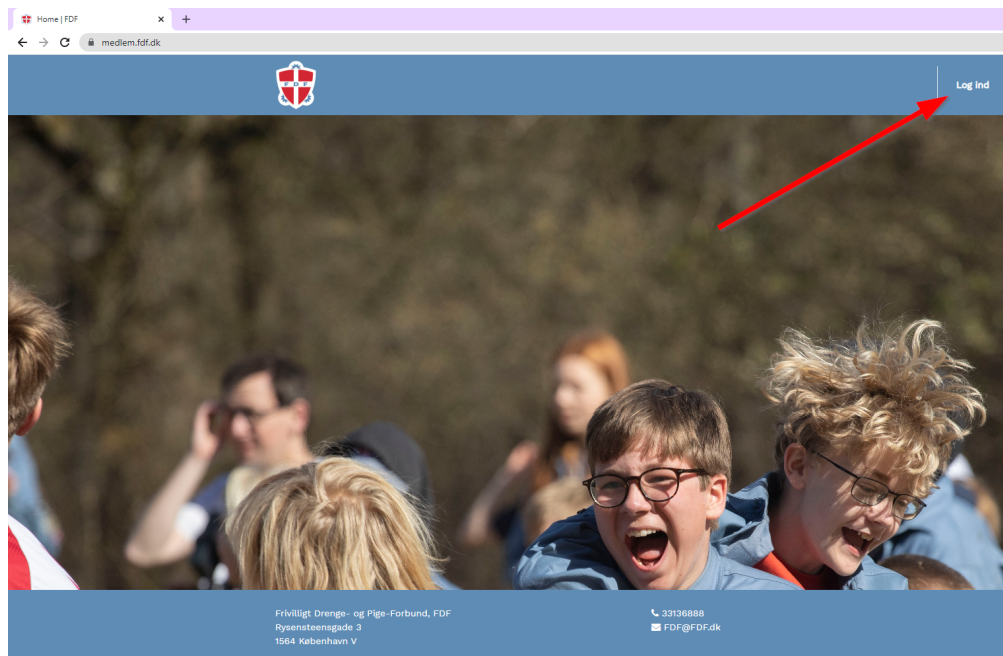 Home | FDF
medlem.fdf.dk
FDF
Log ind
Frivilligt Drenge- og Pige-Forbund, FDF
Rysensteensgade 3
1564 København V
33136888
FDF@FDF.dk